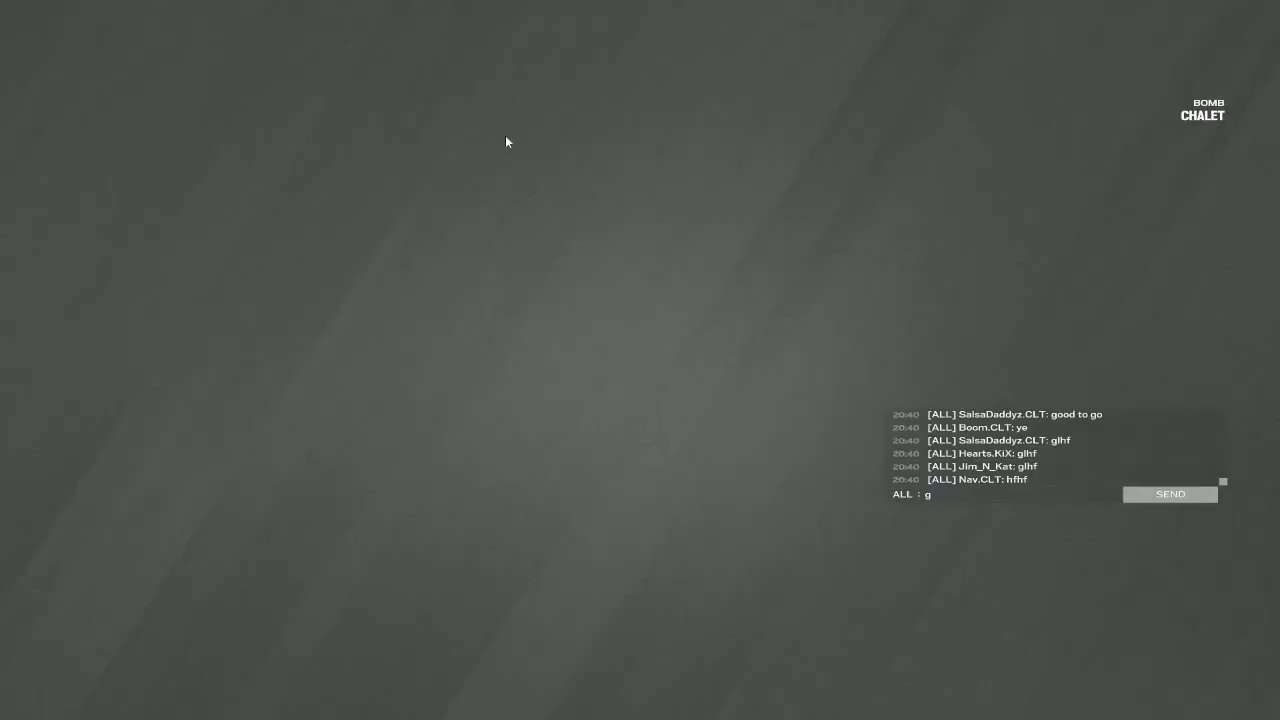 BOMB
CHALET
20:40 [ALL] SalsaDaddyz.CLT: good to go
20:40 [ALL] Boom.CLT: ye
20:40 [ALL] SalsaDaddyz.CLT: glhf
20:40 [ALL] Hearts.KiX: glhf
20:40 [ALL] Jim_N_Kat: glhf
20:40 [ALL] Nav.CLT: hfhf
ALL : g SEND